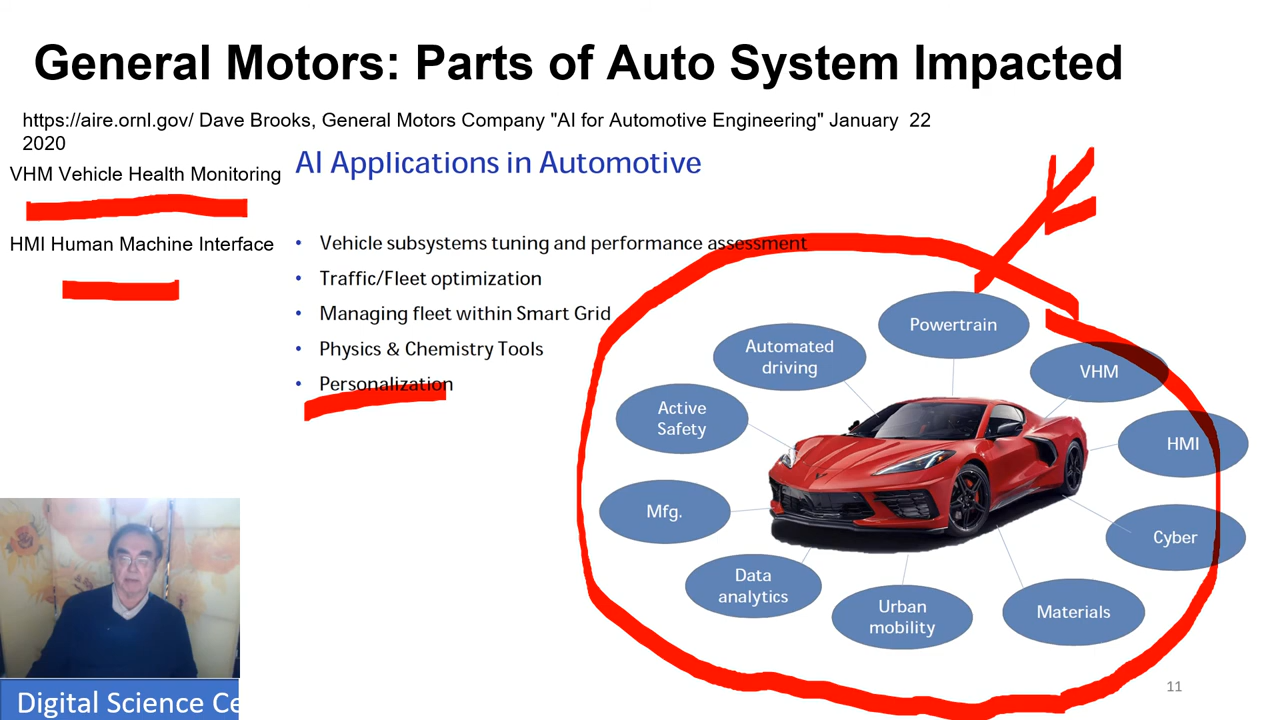 General Motors: Parts of Auto System Impacted
https://aire.ornl.gov/ Dave Brooks, General Motors Company "AI for Automotive Engineering" January 22
2020
VHM Vehicle Health Monitoring
HMI Human Machine Interface
AI Applications in Automotive
• Vehicle subsystems tuning and performance assessment
• Traffic/Fleet optimization
• Managing fleet within Smart Grid
• Physics & Chemistry Tools
• Personalization
Powertrain
Automated
driving
VHM
Active
Safety
HMI
Mfg.
Cyber
Data
analytics
Urban
mobility
Materials
11
Digital Science Ce